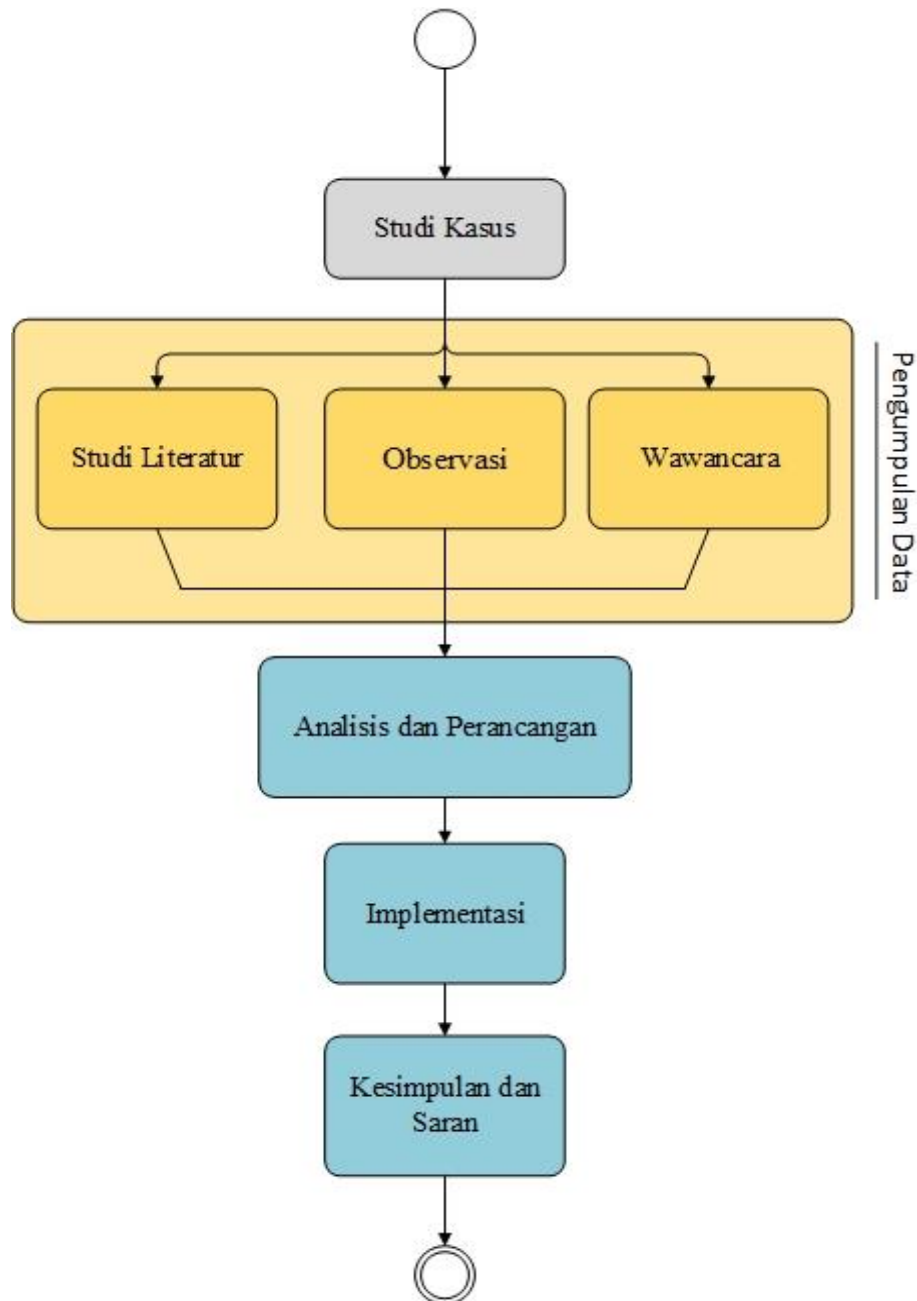 Studi Kasus
Studi Literatur
Observasi
Wawancara
Pengumpulan Data
Analisis dan Perancangan
Implementasi
Kesimpulan dan
Saran